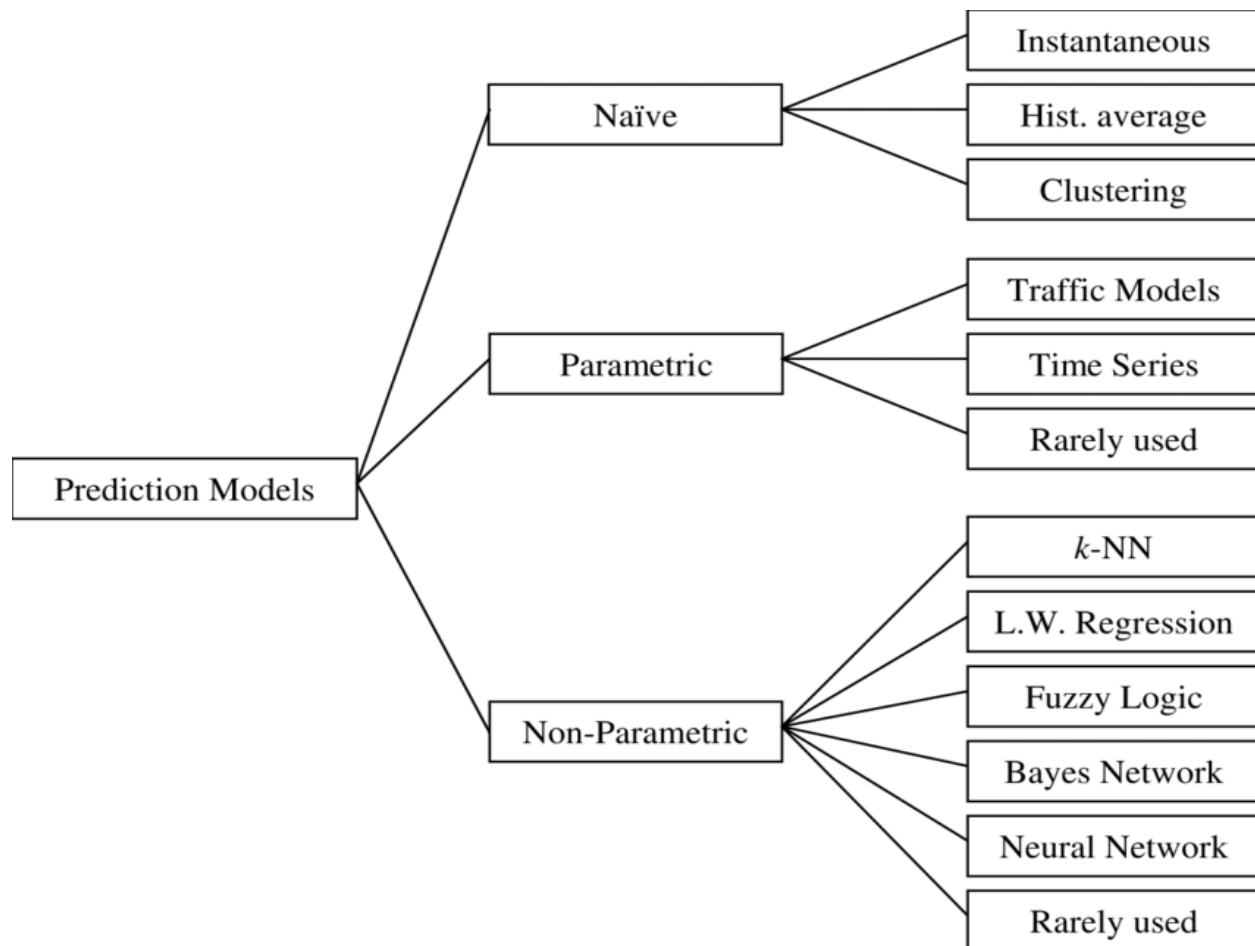 Prediction Models
Naïve
Instantaneous
Hist. average
Clustering
Parametric
Traffic Models
Time Series
Rarely used
Non-Parametric
k-NN
L.W. Regression
Fuzzy Logic
Bayes Network
Neural Network
Rarely used